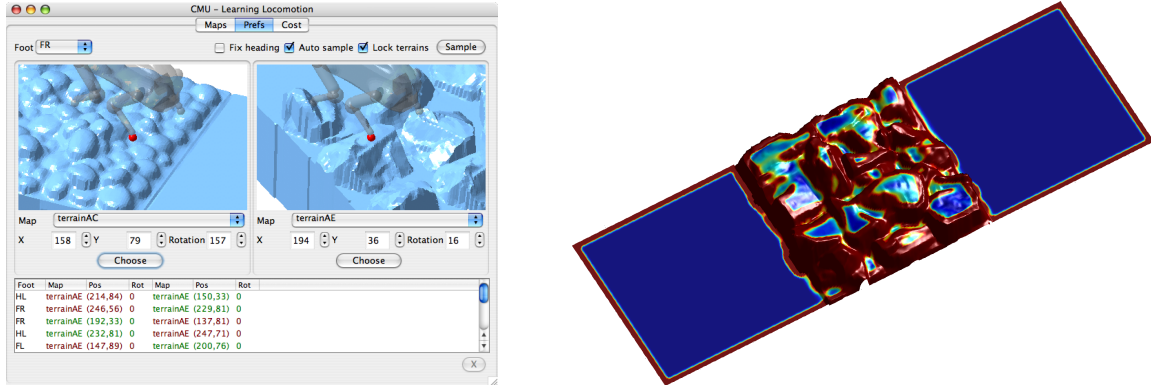 CMU - Learning Locomotion
Maps Prefs Cost
Foot FR Fix heading Auto sample Lock terrains Sample
Map terrainAC Map terrainAE
X 158 Y 79 Rotation 157 X 194 Y 36 Rotation 16
Choose Choose
Foot Map Pos Rot Map Pos Rot
HL terrainAE (214,84) 0 terrainAE (150,33) 0
FR terrainAE (246,56) 0 terrainAE (229,81) 0
FR terrainAE (192,33) 0 terrainAE (137,81) 0
HL terrainAE (232,81) 0 terrainAE (247,71) 0
FL terrainAE (147,89) 0 terrainAE (200,76) 0
X